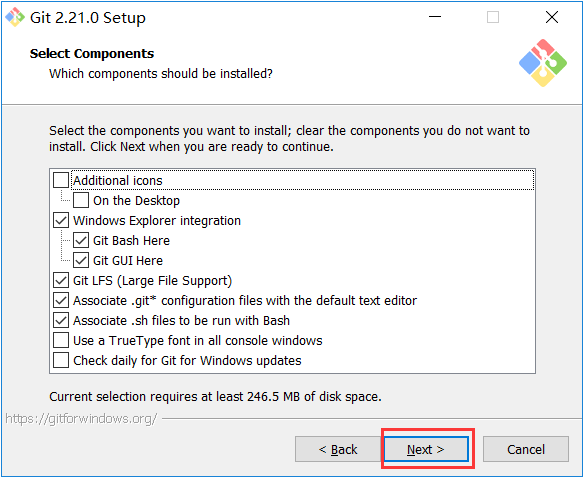 Git 2.21.0 Setup
Select Components
Which components should be installed?
Select the components you want to install; clear the components you do not want to
install. Click Next when you are ready to continue.
Additional icons
On the Desktop
Windows Explorer integration
Git Bash Here
Git GUI Here
Git LFS (Large File Support)
Associate .git* configuration files with the default text editor
Associate .sh files to be run with Bash
Use a TrueType font in all console windows
Check daily for Git for Windows updates
Current selection requires at least 246.5 MB of disk space.
https://gitforwindows.org/
< Back
Next >
Cancel